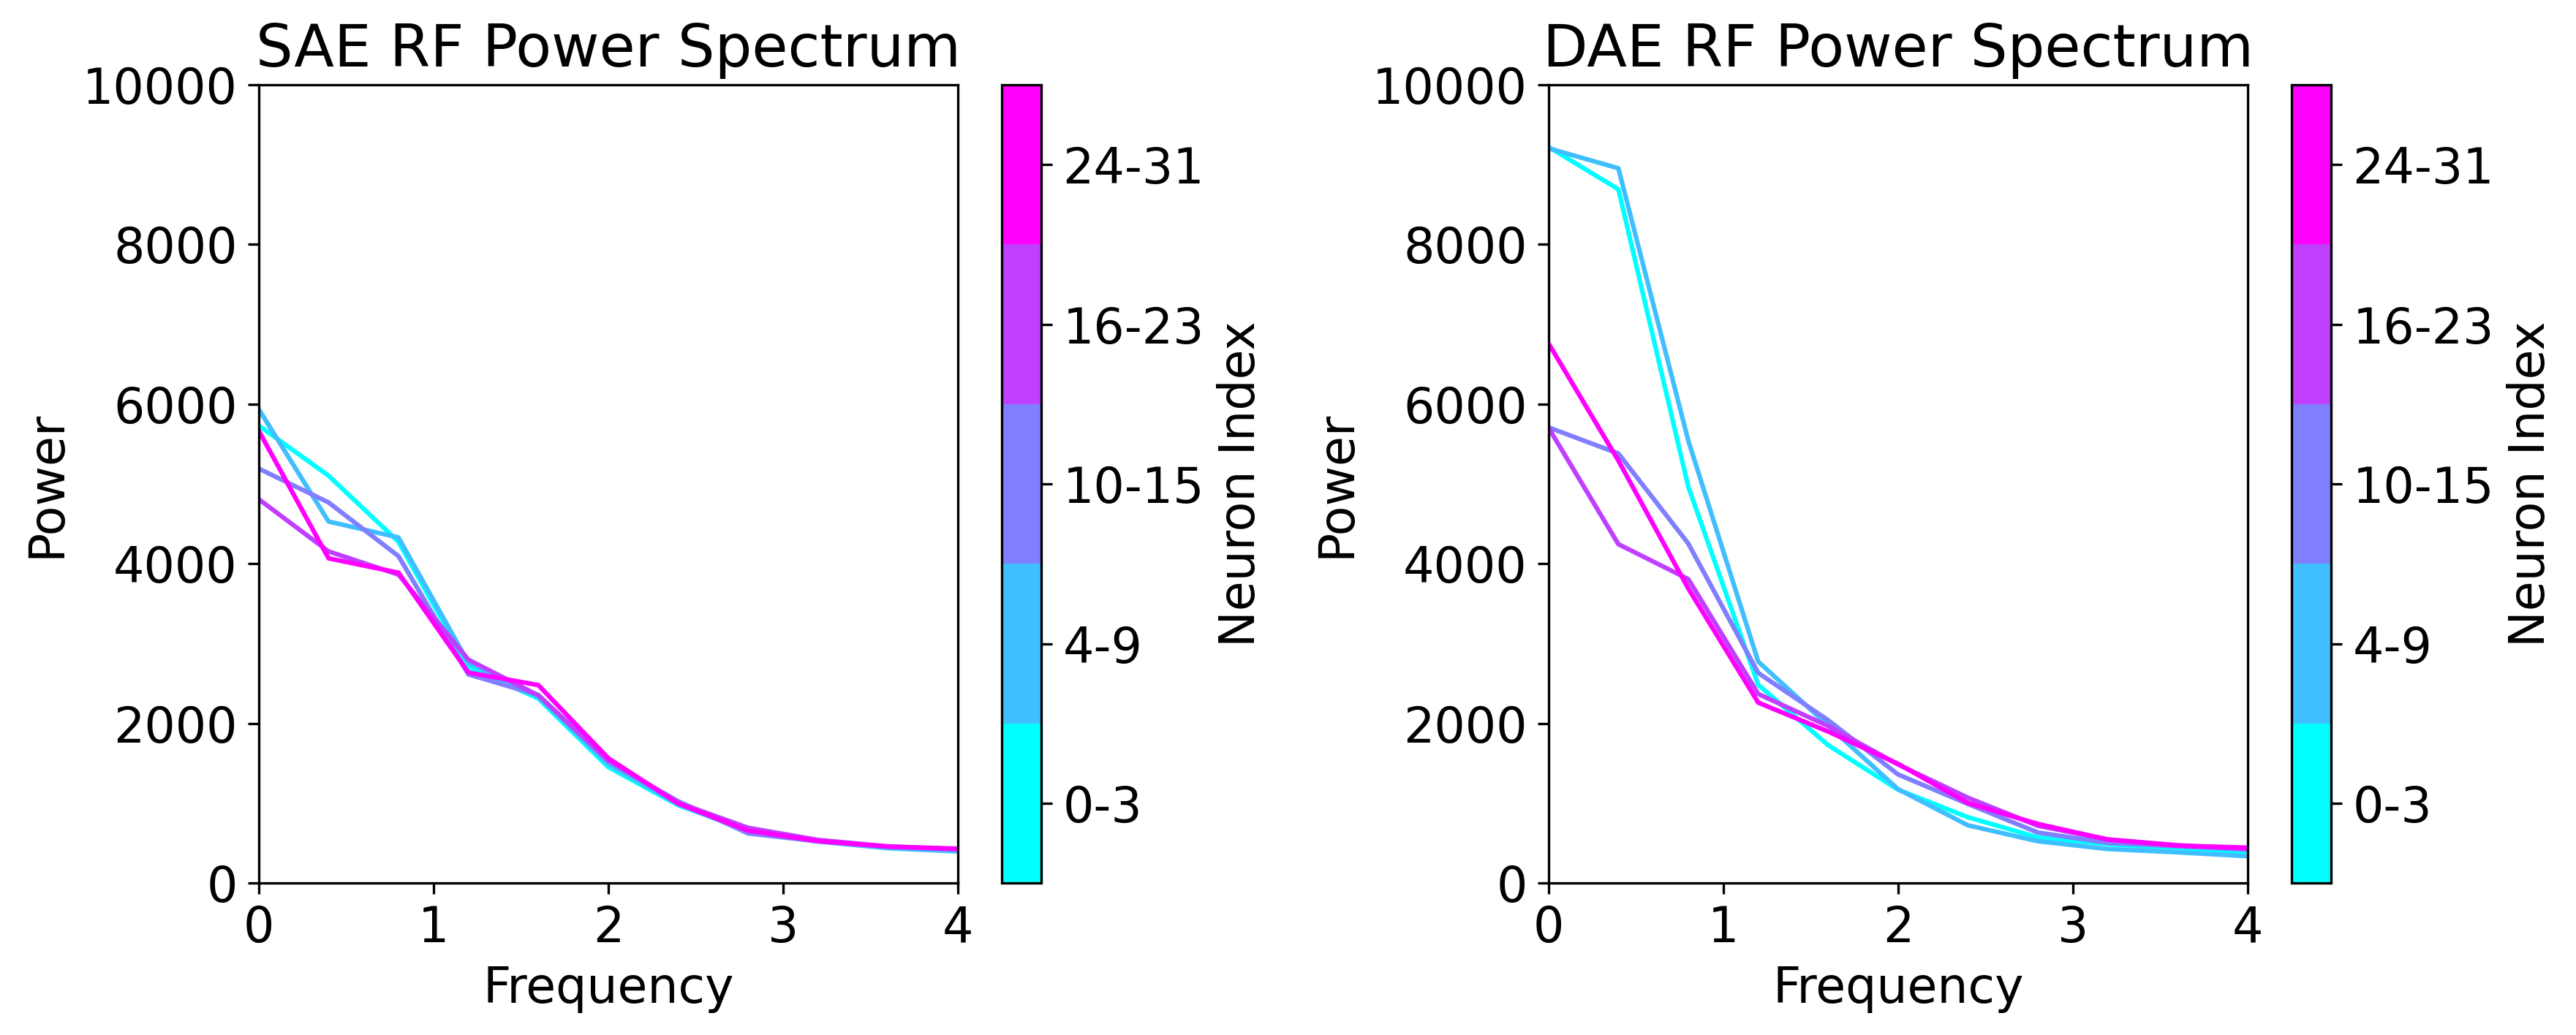 SAE RF Power Spectrum
10000
8000
6000
4000
2000
0
Power
0 1 2 3 4
Frequency
24-31
16-23
10-15
4-9
0-3
Neuron Index
DAE RF Power Spectrum
10000
8000
6000
4000
2000
0
Power
0 1 2 3 4
Frequency
24-31
16-23
10-15
4-9
0-3
Neuron Index